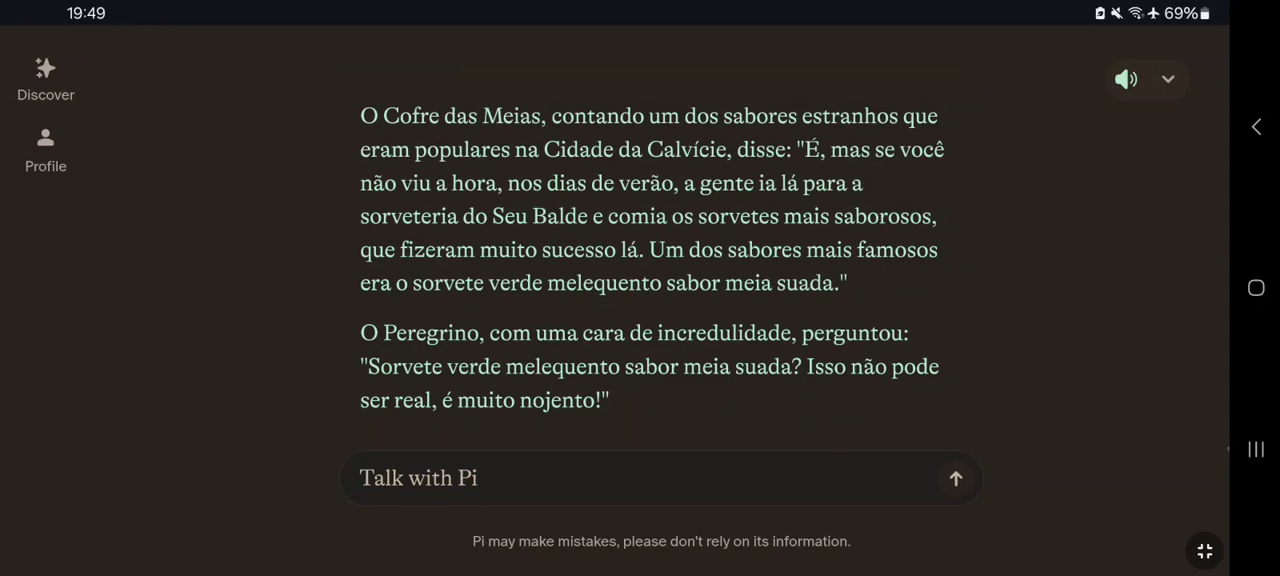 19:49
69%
Discover
Profile
O Cofre das Meias, contando um dos sabores estranhos que
eram populares na Cidade da Calvície, disse: "É, mas se você
não viu a hora, nos dias de verão, a gente ia lá para a
sorveteria do Seu Balde e comia os sorvetes mais saborosos,
que fizeram muito sucesso lá. Um dos sabores mais famosos
era o sorvete verde melequento sabor meia suada."
O Peregrino, com uma cara de incredulidade, perguntou:
"Sorvete verde melequento sabor meia suada? Isso não pode
ser real, é muito nojento!"
Talk with Pi
Pi may make mistakes, please don't rely on its information.